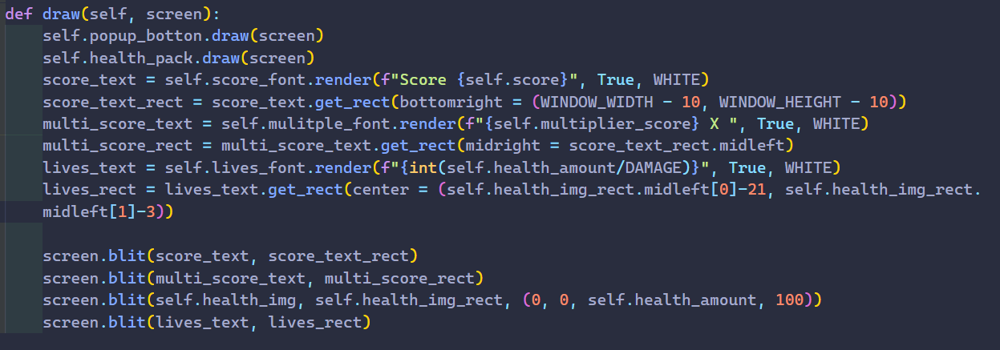 def draw(self, screen):
    self.popup_botton.draw(screen)
    self.health_pack.draw(screen)
    score_text = self.score_font.render(f"Score {self.score}", True, WHITE)
    score_text_rect = score_text.get_rect(bottomright = (WINDOW_WIDTH - 10, WINDOW_HEIGHT - 10))
    multi_score_text = self.mulitple_font.render(f"{self.multiplier_score} X ", True, WHITE)
    multi_score_rect = multi_score_text.get_rect(midright = score_text_rect.midleft)
    lives_text = self.lives_font.render(f"{int(self.health_amount/DAMAGE)}", True, WHITE)
    lives_rect = lives_text.get_rect(center = (self.health_img_rect.midleft[0]-21, self.health_img_rect.
    midleft[1]-3))

    screen.blit(score_text, score_text_rect)
    screen.blit(multi_score_text, multi_score_rect)
    screen.blit(self.health_img, self.health_img_rect, (0, 0, self.health_amount, 100))
    screen.blit(lives_text, lives_rect)